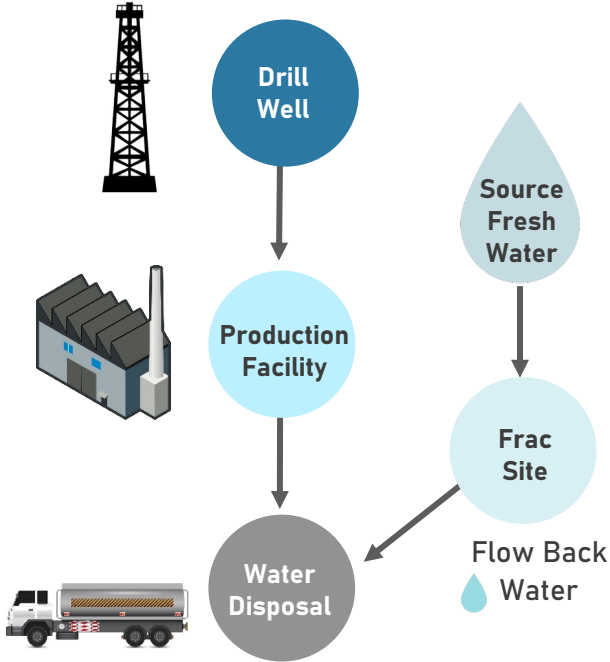 Drill
Well
Source
Fresh
Water
Production
Facility
Frac
Site
Flow Back
Water
Water
Disposal